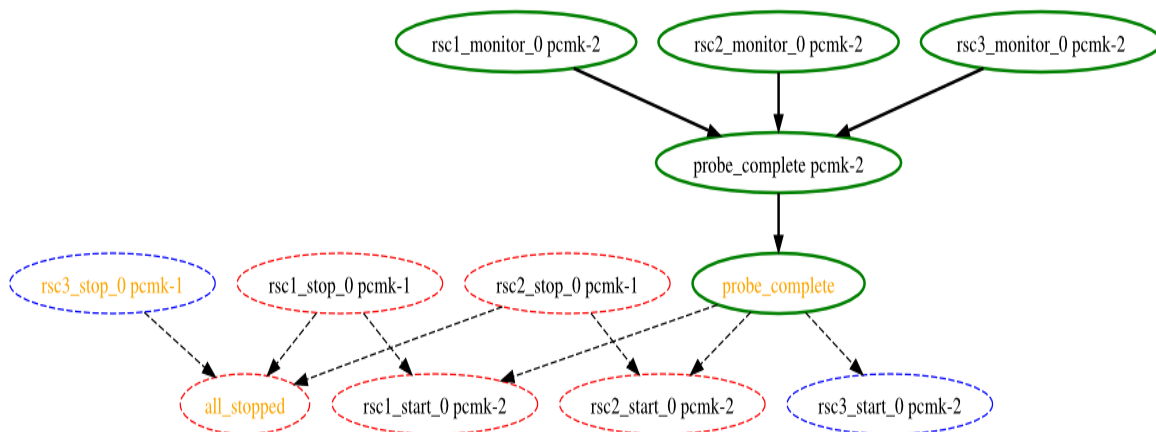 rsc1_monitor_0 pcmk-2
rsc2_monitor_0 pcmk-2
rsc3_monitor_0 pcmk-2
probe_complete pcmk-2
rsc3_stop_0 pcmk-1
rsc1_stop_0 pcmk-1
rsc2_stop_0 pcmk-1
probe_complete
all_stopped
rsc1_start_0 pcmk-2
rsc2_start_0 pcmk-2
rsc3_start_0 pcmk-2